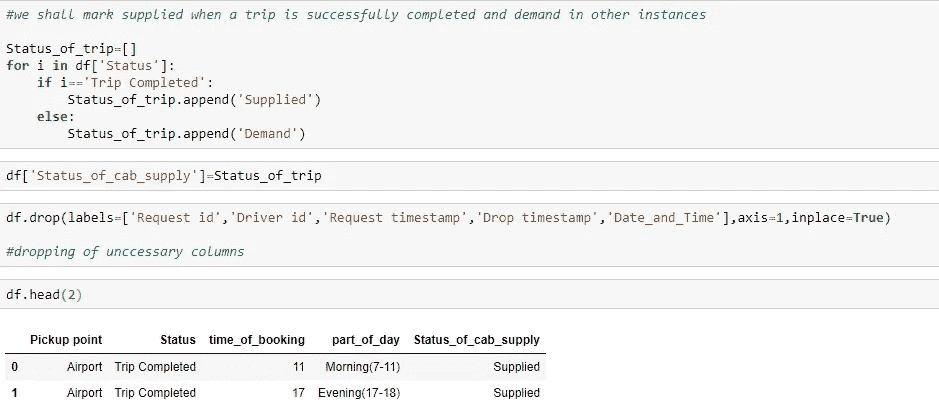 #we shall mark supplied when a trip is successfully completed and demand in other instances
Status_of_trip=[]
for i in df['Status']:
    if i=='Trip Completed':
        Status_of_trip.append('Supplied')
    else:
        Status_of_trip.append('Demand')
df['Status_of_cab_supply']=Status_of_trip
df.drop(labels=['Request id','Driver id','Request timestamp','Drop timestamp','Date_and_Time'],axis=1,inplace=True)
#dropping of unccessary columns
df.head(2)
Pickup point Status time_of_booking part_of_day Status_of_cab_supply
0 Airport Trip Completed 11 Morning(7-11) Supplied
1 Airport Trip Completed 17 Evening(17-18) Supplied